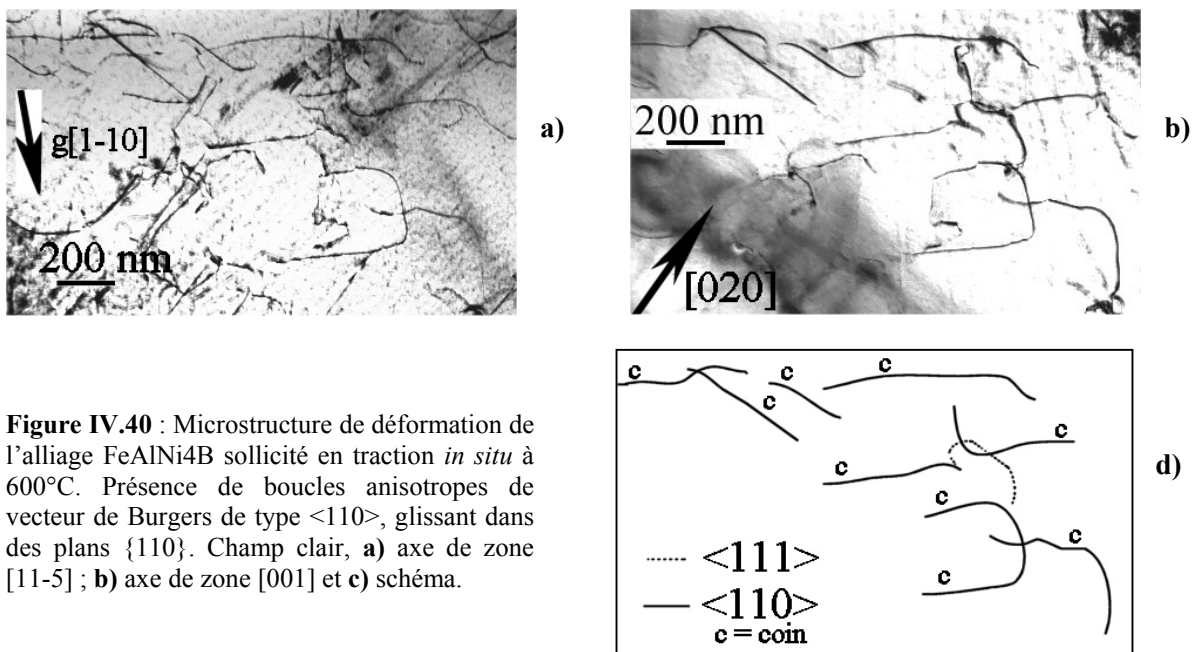 a)
g[1-10]
200 nm
b)
200 nm
[020]
Figure IV.40 : Microstructure de déformation de
l'alliage FeAlNi4B sollicité en traction in situ à
600°C. Présence de boucles anisotropes de
vecteur de Burgers de type <110>, glissant dans
des plans {110}. Champ clair, a) axe de zone
[11-5] ; b) axe de zone [001] et c) schéma.
d)
c
c
c
c
c
c
c
c
c
<111>
<110>
c = coin